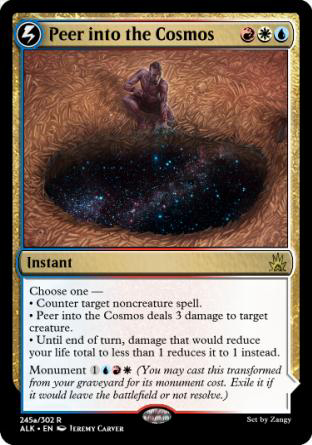 Peer into the Cosmos
Instant
Choose one —
• Counter target noncreature spell.
• Peer into the Cosmos deals 3 damage to target
creature.
• Until end of turn, damage that would reduce
your life total to less than 1 reduces it to 1 instead.
Monument 1 (You may cast this transformed
from your graveyard for its monument cost. Exile it if
it would leave the battlefield or not resolve.)
245a/302 R
ALK • EN Jeremy Carver
Set by Zangy